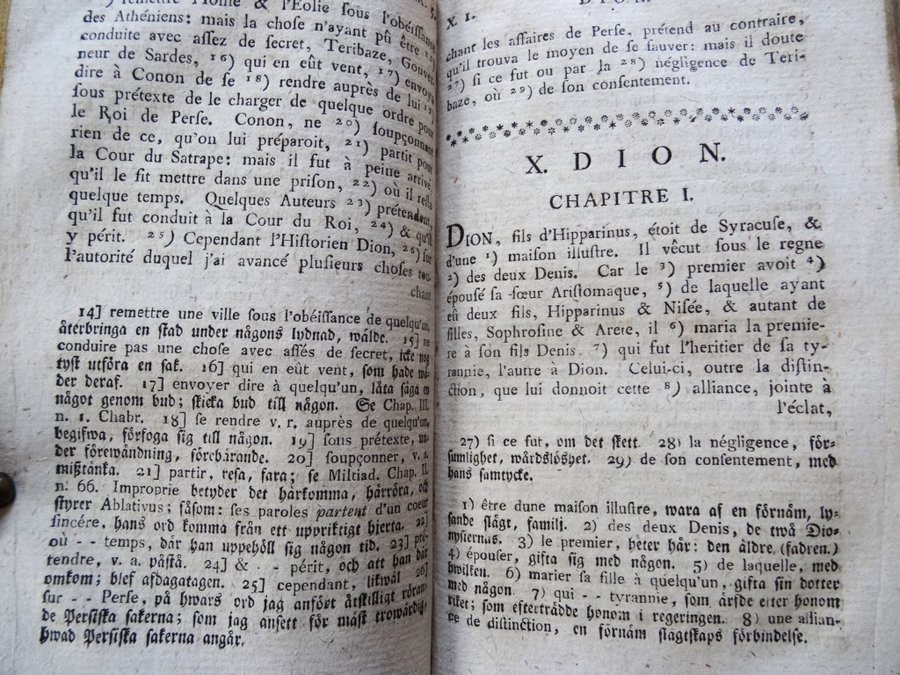 remettre l'Ionie & l'Eolie sous l'obéissance
des Athéniens: mais la chose n'ayant pû être ¹⁵)
conduite avec assez de secret, Teribaze, Gouver-
neur de Sardes, ¹⁶) qui en eût vent, ¹⁷) envoya
dire à Conon de se ¹⁸) rendre auprès de lui ¹⁹)
sous prétexte de le charger de quelque ordre pour
le Roi de Perse. Conon, ne ²⁰) soupçonnant
rien de ce, qu'on lui préparoit, ²¹) partit pour
la Cour du Satrape: mais il fut à peine arrivé
qu'il le fit mettre dans une prison, ²²) où il resta
quelque temps. Quelques Auteurs ²³) prétendent,
qu'il fut conduit à la Cour du Roi, ²⁴) & qu'il
y périt. ²⁵) Cependant l'Historien Dion, ²⁶) sur
l'autorité duquel j'ai avancé plusieurs choses tou-
chant
14] remettre une ville sous l'obéissance de quelqu'un,
återbringa en stad under någons lydnad, wälde. 15] ne
conduire pas une chose avec assés de secret, icke nog
tyst utföra en sak. 16] qui en eût vent, som hade wä-
der deraf. 17] envoyer dire à quelqu'un, låta säga en
något genom bud; skicka bud till någon. Se Chap. III.
n. 1. Chabr. 18] se rendre v. r. auprès de quelqu'un,
begifwa, förfoga sig til någon. 19] sous prétexte, un-
der förewändning, förebärande. 20] soupçonner, v. a.
mißtänka. 21] partir, resa, fara; se Miltiad. Chap. II.
n. 66. Improprie betyder det härkomma, härröra, och
styrer Ablativus; såsom: ses paroles partent d'un coeur
sincére, hans ord komma från ett upriktigt hjerta. 22]
où - - temps, där han uppehöll sig någon tid. 23] pré-
tendre, v. a. påstå. 24] & - - périt, och att han där
omkom; blef afdagatagen. 25] cependant, likwäl 26]
sur - - Perse, på hwars ord jag anfört åtskilligt röran-
de Persiska sakerna; som jag ansett för mäst trowärdig,
hwad Persiska sakerna angår.
X. I. DION.
chant les affaires de Perse, prétend au contraire,
qu'il trouva le moyen de se sauver: mais il doute
²⁷) si ce fut ou par la ²⁸) négligence de Teri-
baze, où ²⁹) de son consentement.
X. DION.
CHAPITRE I.
DION, fils d'Hipparinus, étoit de Syracuse, &
d'une ¹) maison illustre. Il vêcut sous le regne
²) des deux Denis. Car le ³) premier avoit ⁴)
épousé sa sœur Aristomaque, ⁵) de laquelle ayant
eû deux fils, Hipparinus & Nisée, & autant de
filles, Sophrosine & Arete, il ⁶) maria la premie-
re à son fils Denis, ⁷) qui fut l'heritier de sa ty-
rannie, l'autre à Dion. Celui-ci, outre la distin-
ction, que lui donnoit cette ⁸) alliance, jointe à
l'éclat,
27) si ce fut, om det skett. 28) la négligence, för-
sumlighet, wårdslöshet. 29) de son consentement, med
hans samtycke.
1) être dune maison illustre, wara af en förnäm, ly-
sande slägt, familj. 2) des deux Denis, de twå Dio-
nysiernas. 3) le premier, heter här: den äldre, (fadren.)
4) épouser, gifta sig med någon. 5) de laquelle, med
hwilken. 6) marier sa fille à quelqu'un, gifta sin dotter
med någon. 7) qui - - tyrannie, som ärfde efter honom
riket; som efterträdde honom i regeringen. 8) une allian-
ce de distinction, en förnäm slägtskaps förbindelse.